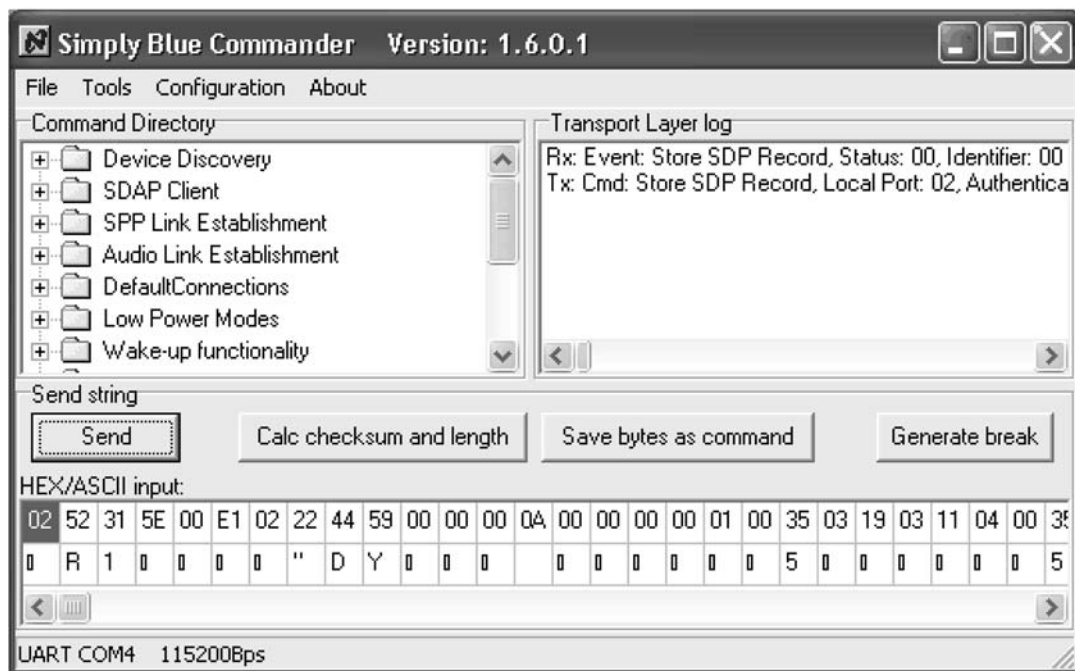 Simply Blue Commander Version: 1.6.0.1
File Tools Configuration About
Command Directory
Device Discovery
SDAP Client
SPP Link Establishment
Audio Link Establishment
DefaultConnections
Low Power Modes
Wake-up functionality
Transport Layer log
Rx: Event: Store SDP Record, Status: 00, Identifier: 00
Tx: Cmd: Store SDP Record, Local Port: 02, Authentica
Send string
Send Calc checksum and length Save bytes as command Generate break
HEX/ASCII input:
02 52 31 5E 00 E1 02 22 44 59 00 00 00 0A 00 00 00 00 01 00 35 03 19 03 11 04 00
R 1 " D Y 5 5
UART COM4 115200Bps